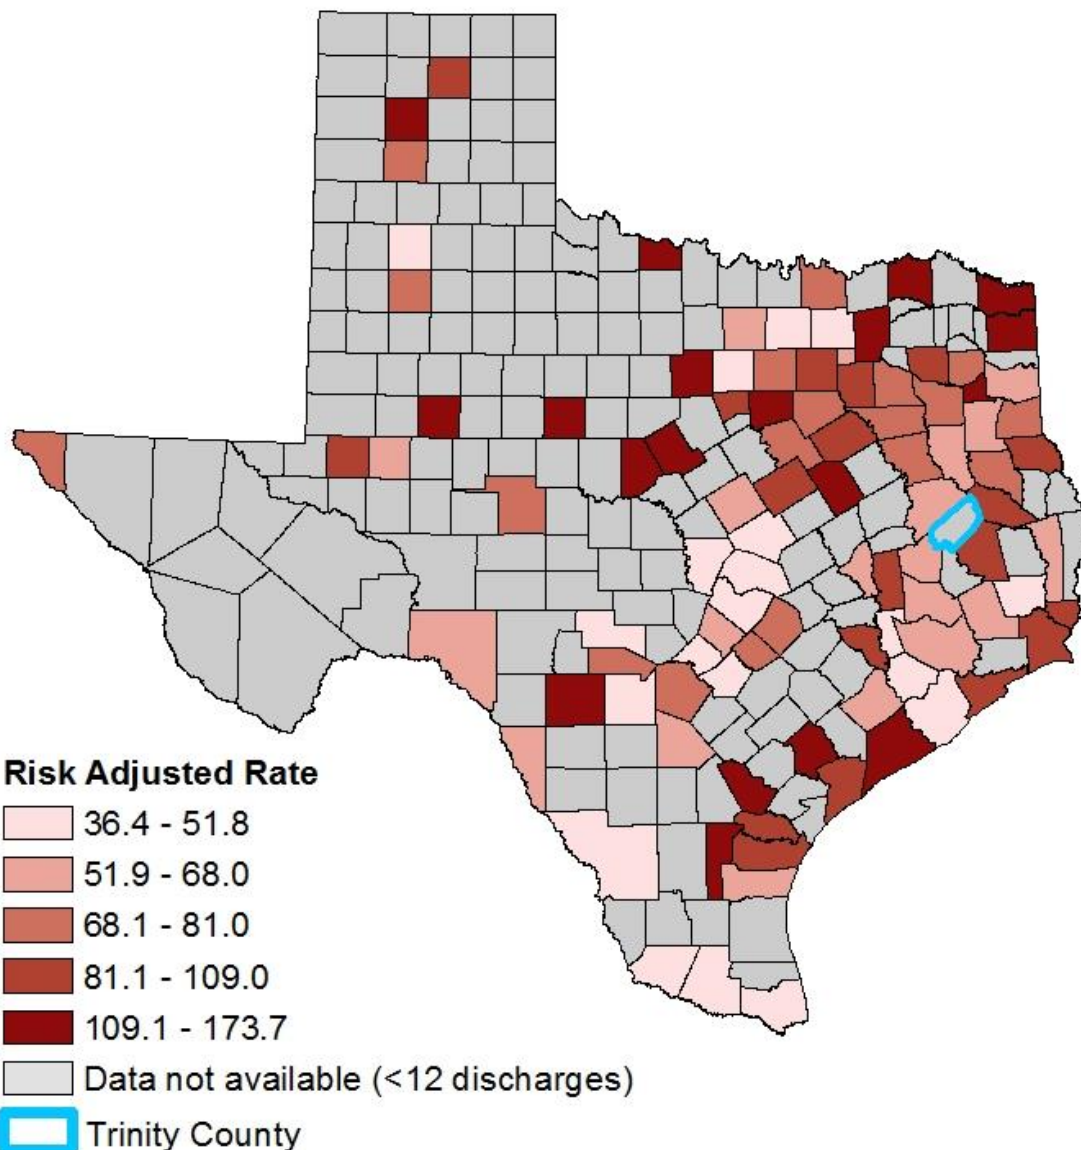 Risk Adjusted Rate
36.4 - 51.8
51.9 - 68.0
68.1 - 81.0
81.1 - 109.0
109.1 - 173.7
Data not available (<12 discharges)
Trinity County